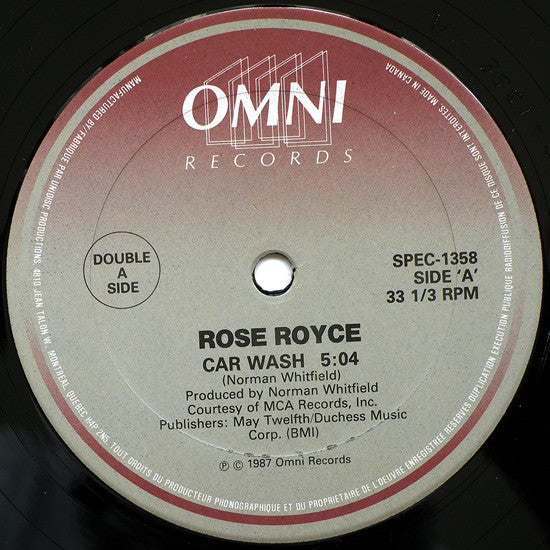 OMNI
RECORDS
DOUBLE
A
SIDE
SPEC-1358
SIDE 'A'
33 1/3 RPM
ROSE ROYCE
CAR WASH 5:04
(Norman Whitfield)
Produced by Norman Whitfield
Courtesy of MCA Records, Inc.
Publishers: May Twelfth/Duchess Music
Corp. (BMI)
℗ © 1987 Omni Records
MANUFACTURED BY/FABRIQUE PAR UNIDISC PRODUCTIONS, 4810 JEAN TALON W. MONTREAL, QUEBEC H4P 2N5. TOUT DROITS DU PRODUCTEUR PHONOGRAPHIQUE ET DU PROPRIETAIRE DE L'OEUVRE ENREGISTREE RESERVES DUPLICATION EXECUTION PUBLIQUE RADIODIFFUSION DE CE DISQUE SONT INTERDITES MADE IN CANADA